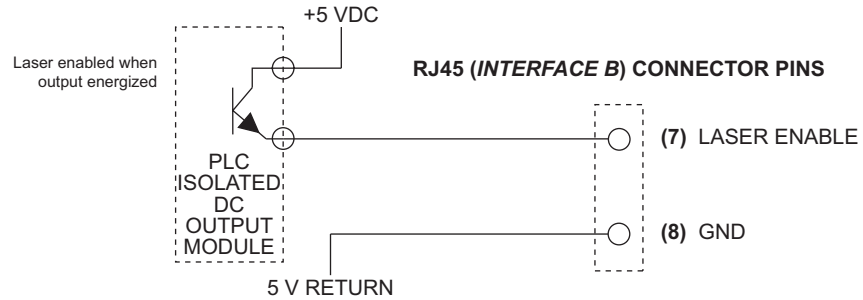 +5 VDC
Laser enabled when
output energized
RJ45 (INTERFACE B) CONNECTOR PINS
(7) LASER ENABLE
PLC
ISOLATED
DC
OUTPUT
MODULE
(8) GND
5 V RETURN